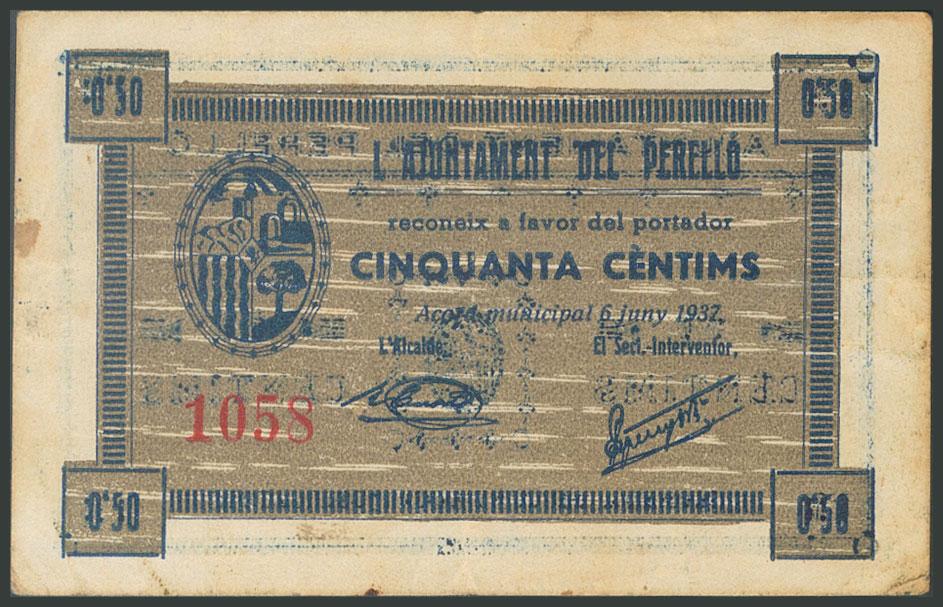 0'50 0'50
L'AJUNTAMENT DEL PERELLÓ
reconeix a favor del portador
CINQUANTA CÈNTIMS
Acord municipal 6 juny 1937.
L'Alcalde, El Secr.-Interventor,
1058
0'50 0'50